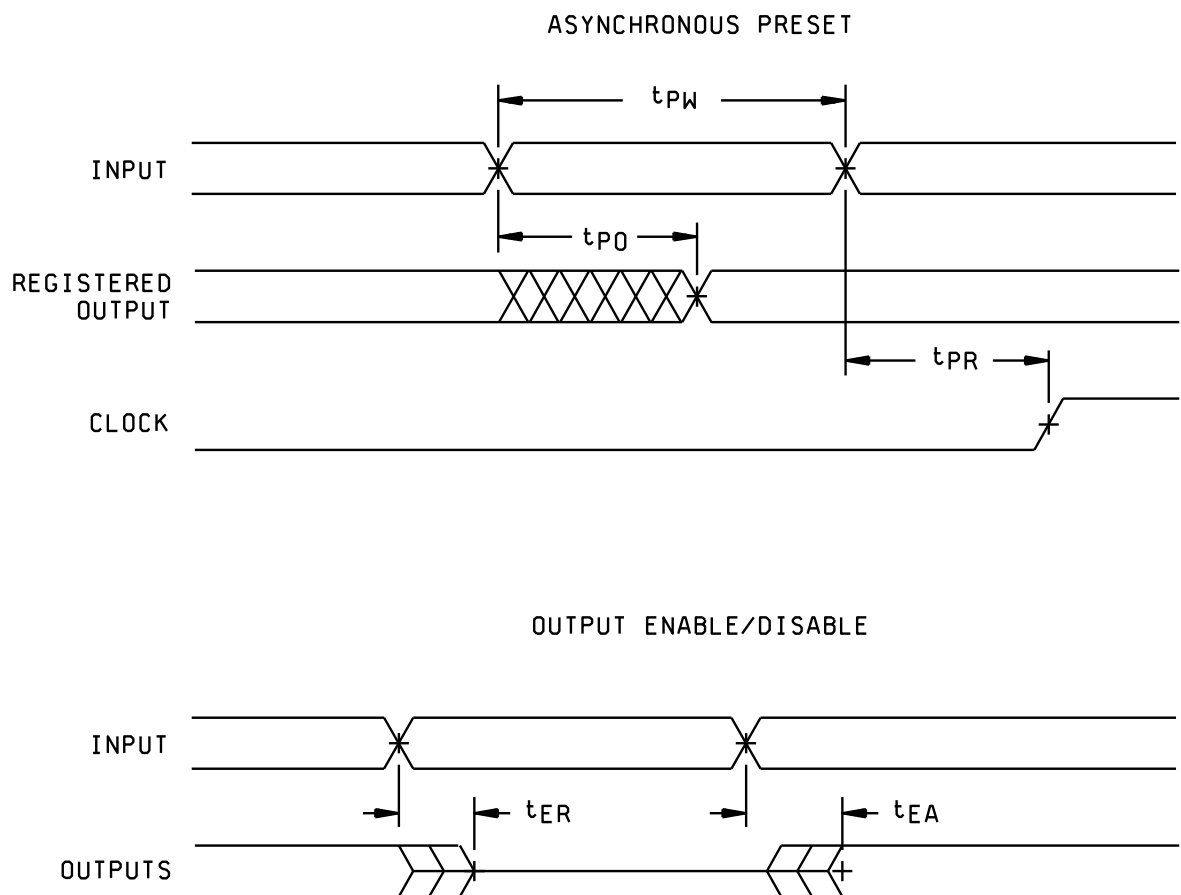 ASYNCHRONOUS PRESET
tPW
INPUT
tPO
REGISTERED
OUTPUT
tPR
CLOCK
OUTPUT ENABLE/DISABLE
INPUT
tER
tEA
OUTPUTS